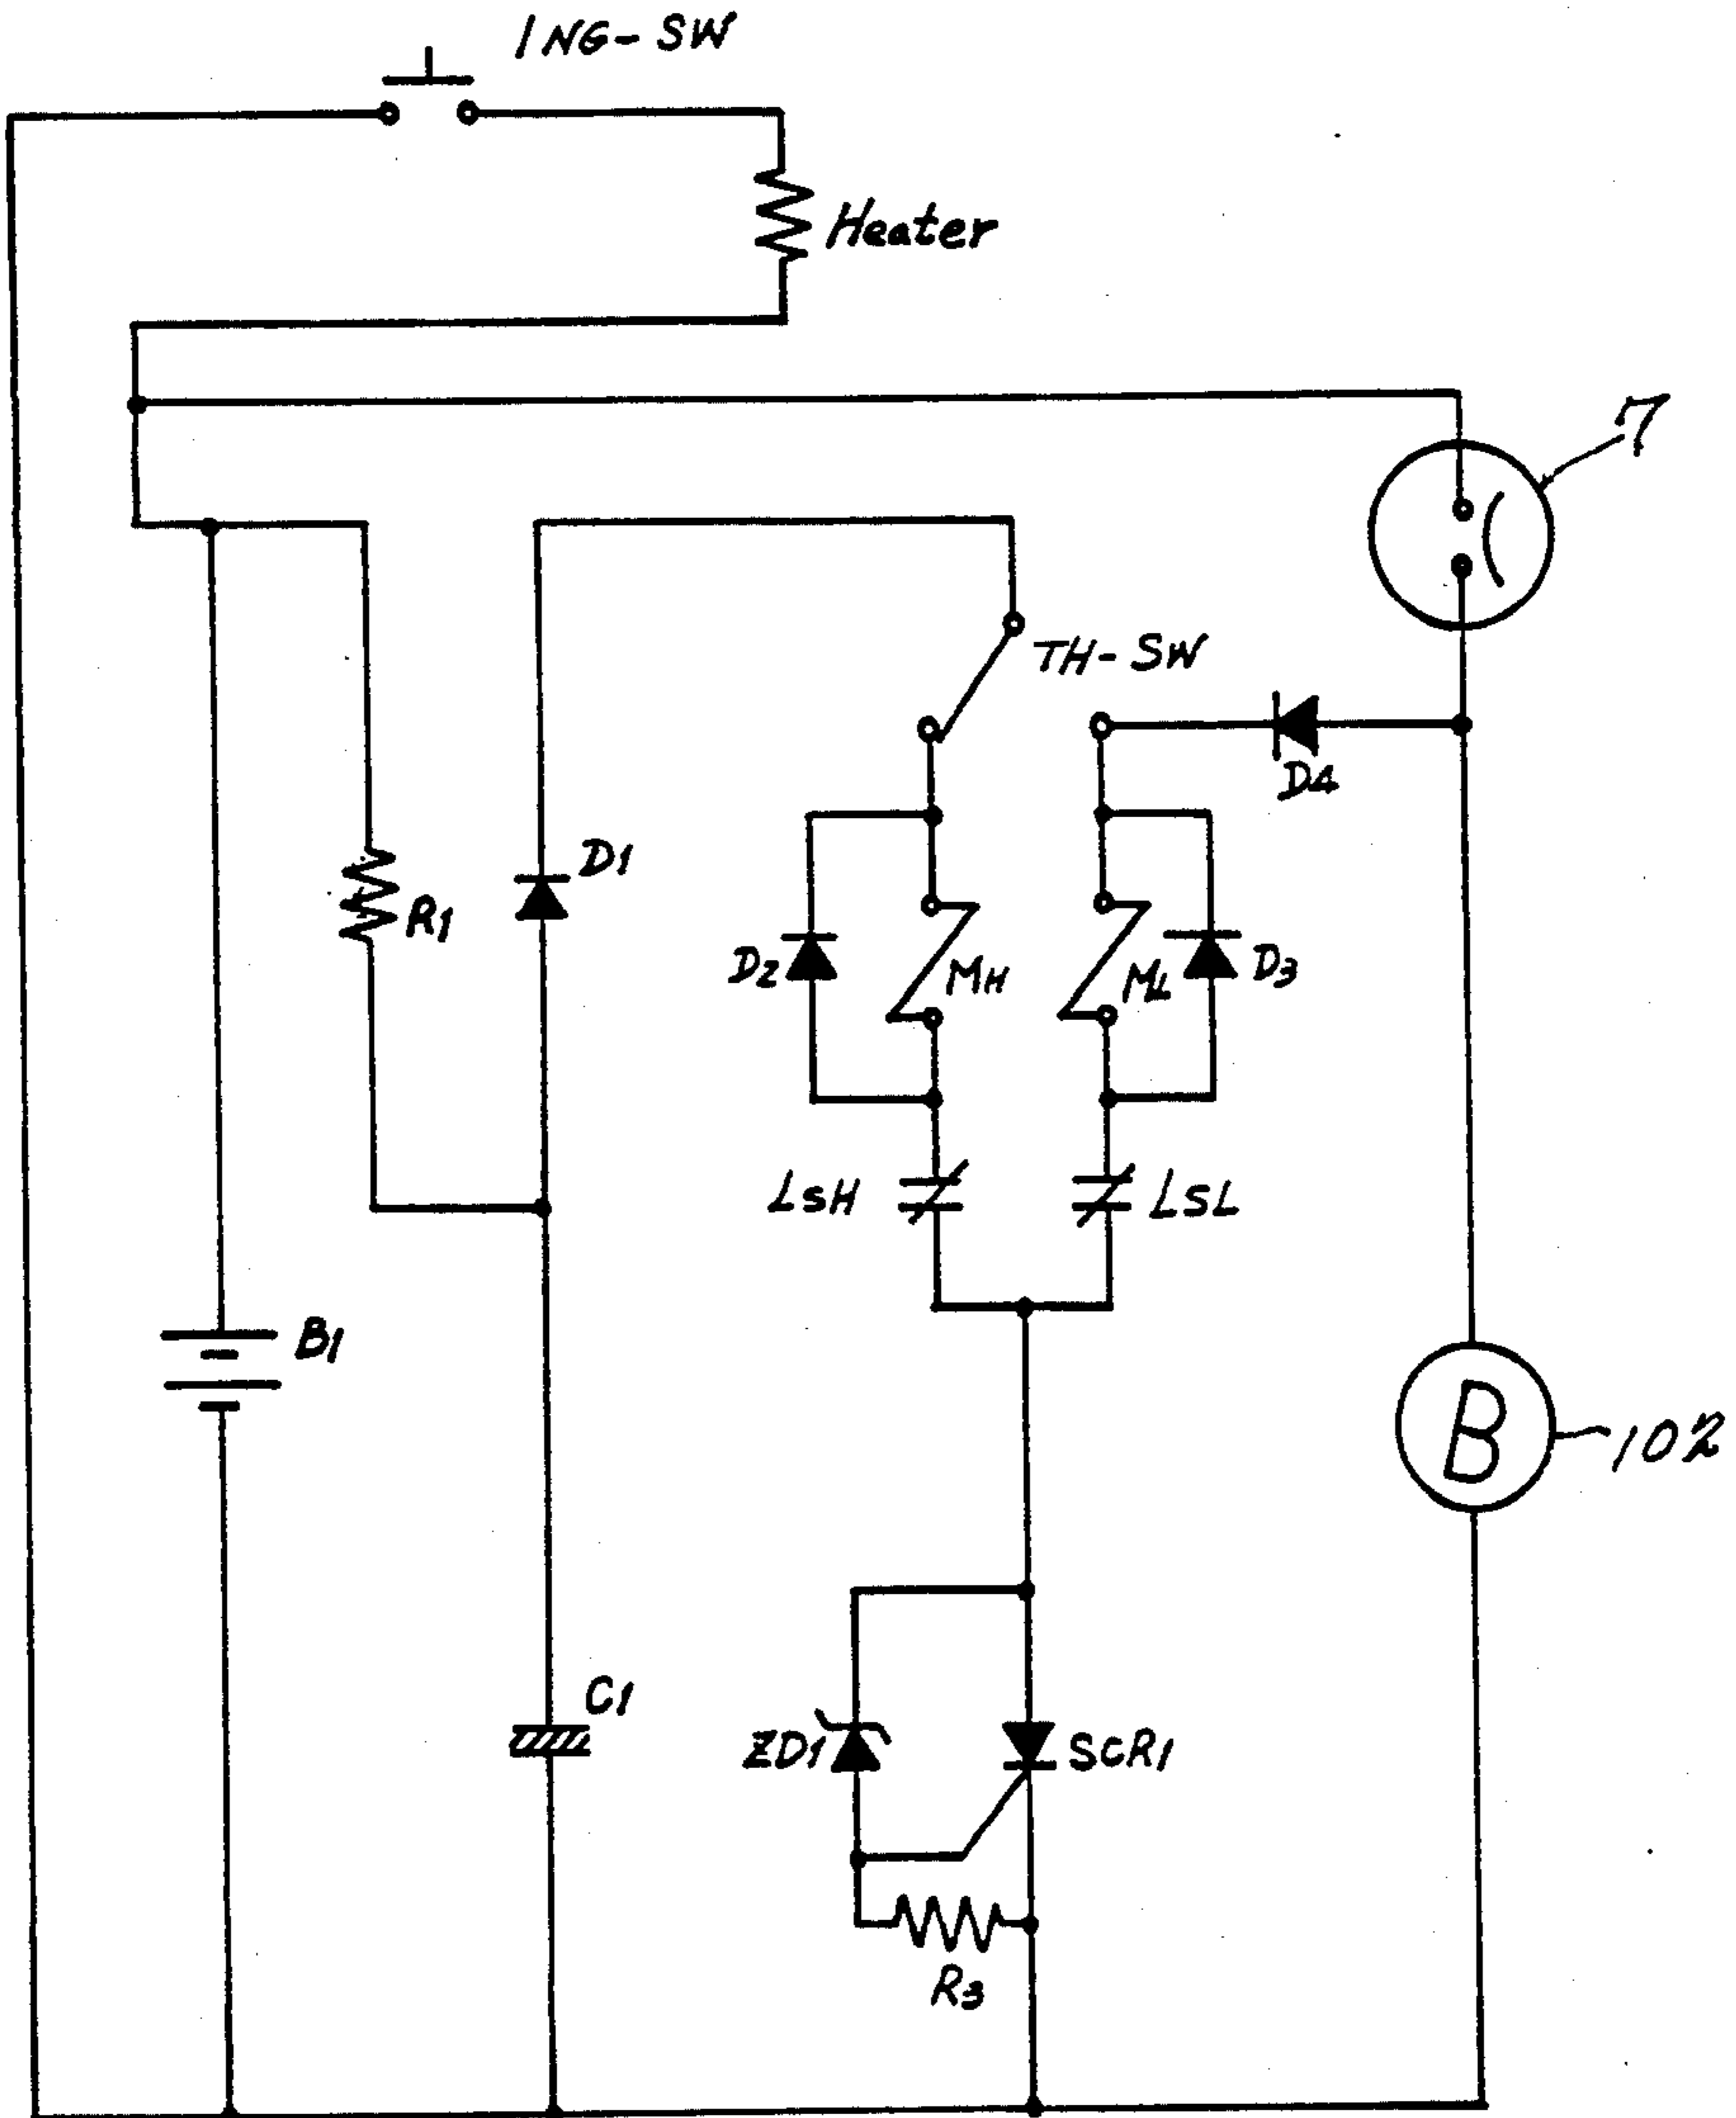 ING-SW
Heater
7
TH-SW
D4
D1
R1
D2
MH
ML
D3
LSH
LSL
B1
B
102
C1
ZD1
SCR1
R3